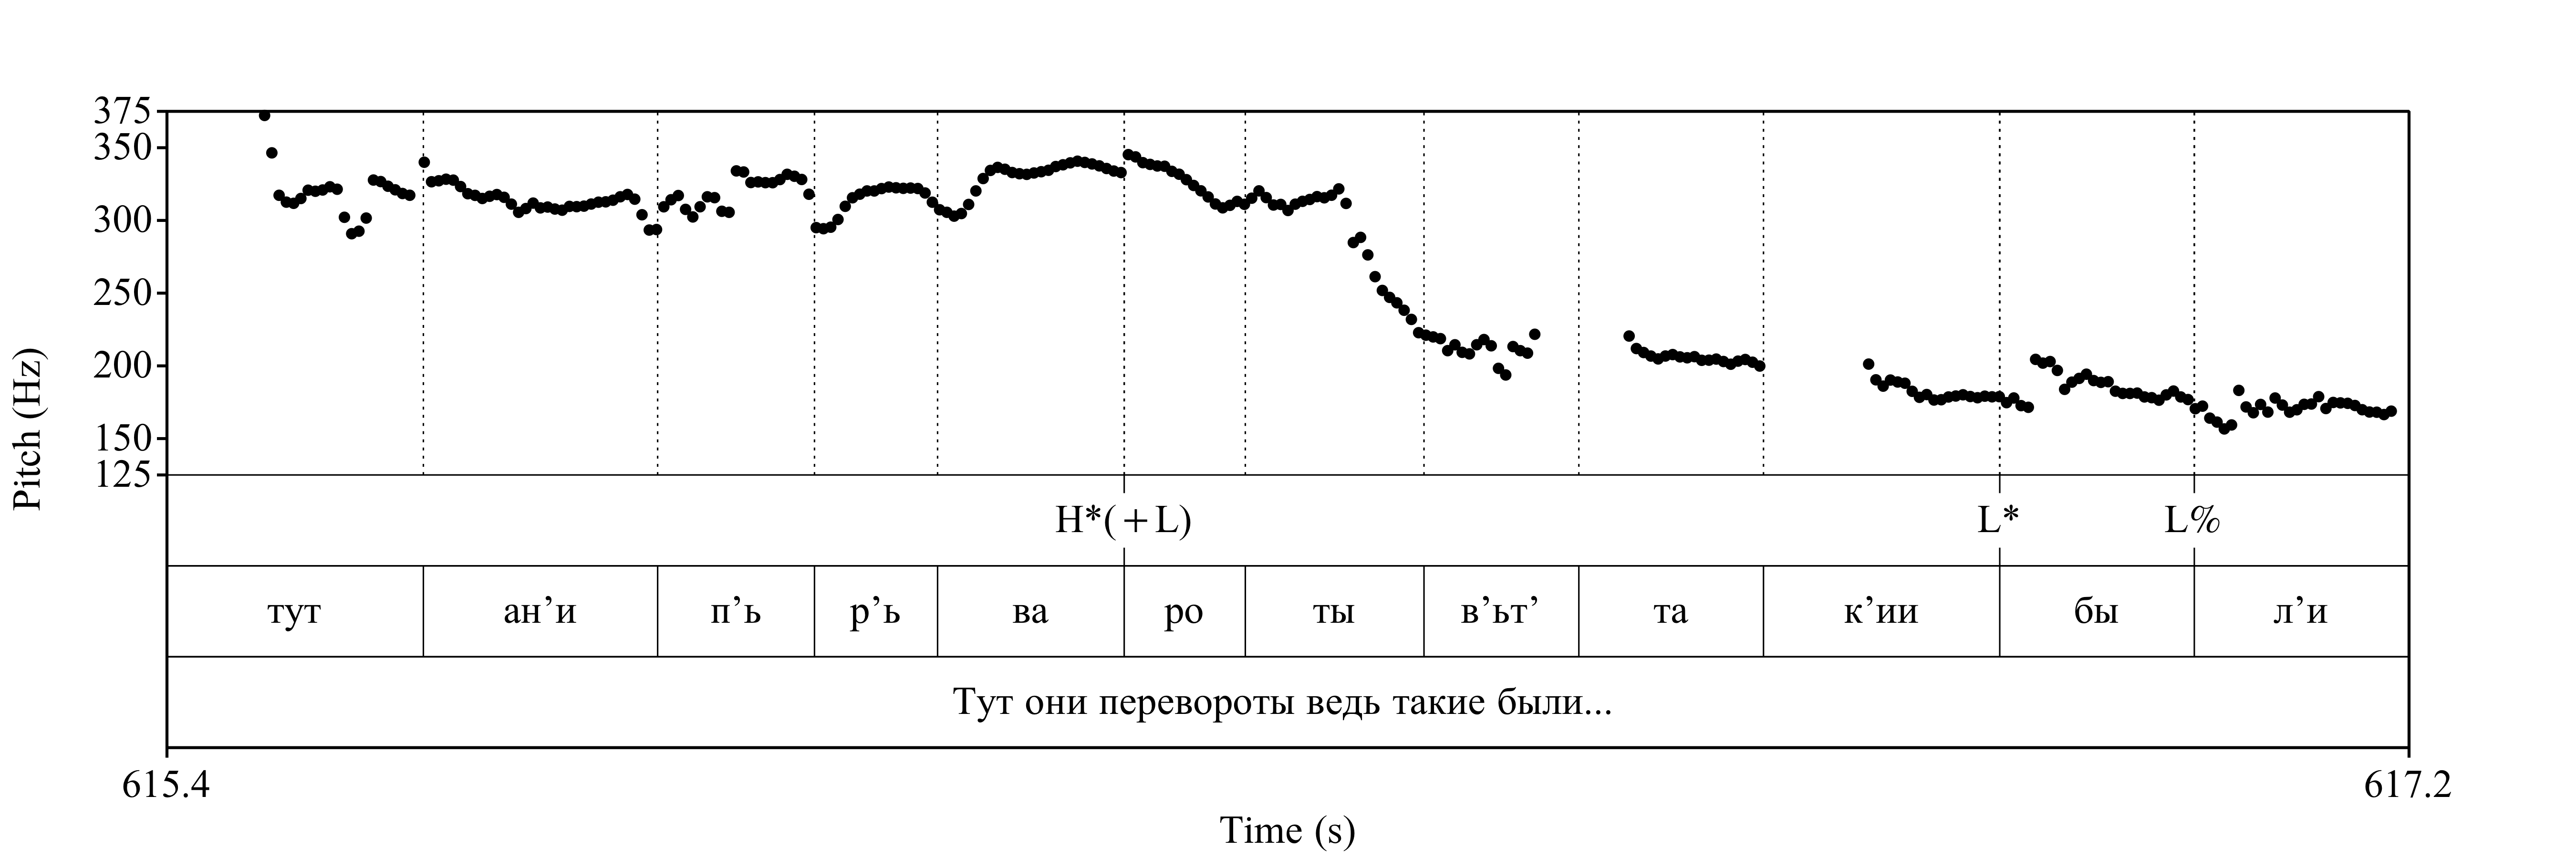 375
350
300
250
200
150
125
Pitch (Hz)
H*(+L) L* L%
тут ан’и п’ь р’ь ва ро ты в’ьт’ та к’ии бы л’и
Тут они перевороты ведь такие были...
615.4 617.2
Time (s)